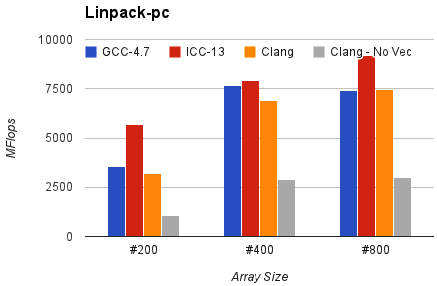 Linpack-pc
10000
GCC-4.7 ICC-13 Clang Clang - No Vec
7500
MFlops
5000
2500
0
#200 #400 #800
Array Size